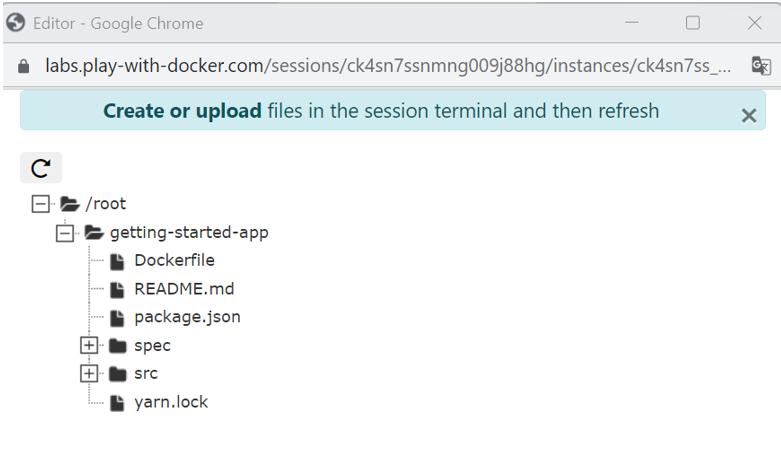 Editor - Google Chrome
labs.play-with-docker.com/sessions/ck4sn7ssnmng009j88hg/instances/ck4sn7ss_...
Create or upload files in the session terminal and then refresh
/root
getting-started-app
Dockerfile
README.md
package.json
spec
src
yarn.lock